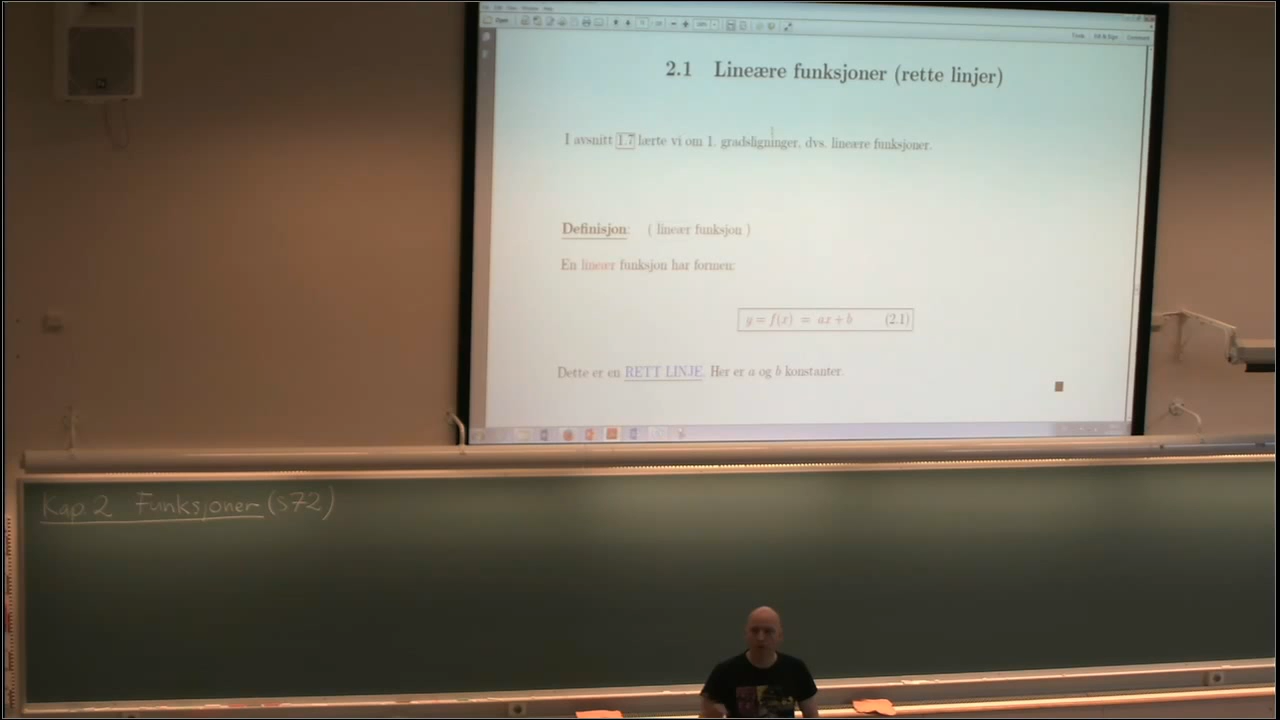 2.1 Lineære funksjoner (rette linjer)
I avsnitt 1.7 lærte vi om 1. gradsligninger, dvs. lineære funksjoner.
Definisjon: ( lineær funksjon )
En lineær funksjon har formen:
y = f(x) = ax + b (2.1)
Dette er en RETT LINJE. Her er a og b konstanter.
Kap. 2 Funksjoner (s72)